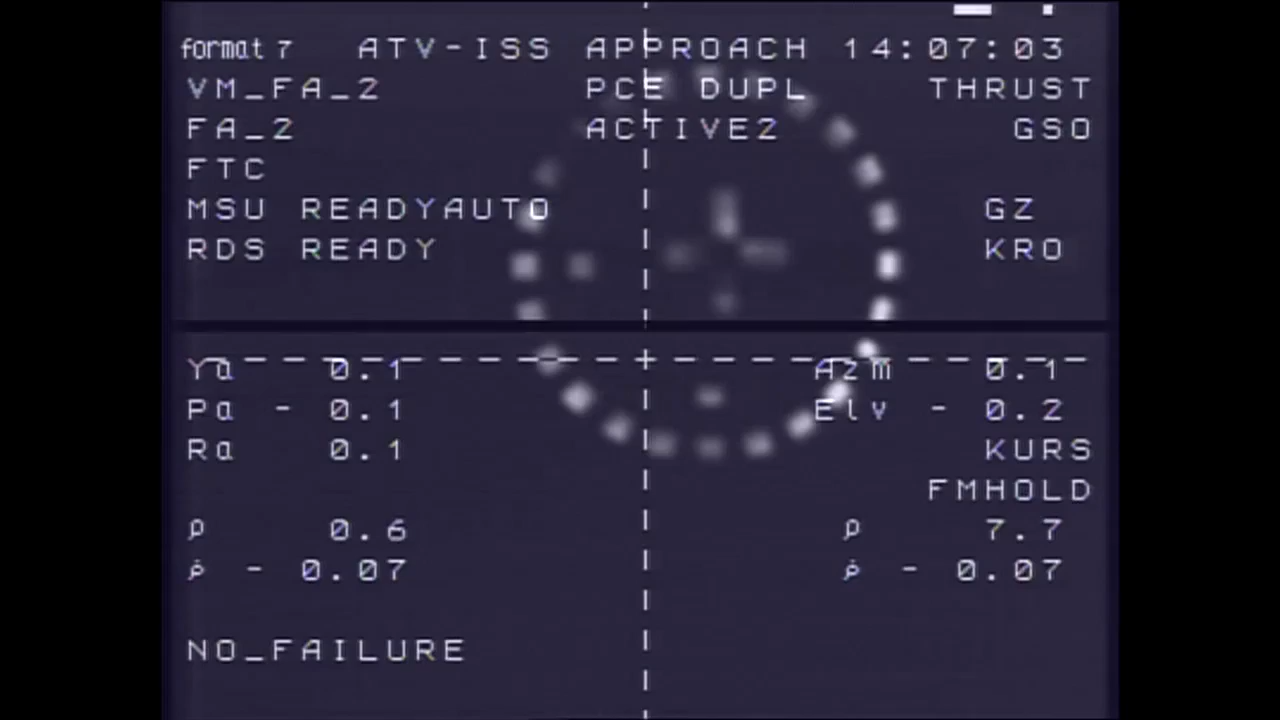 format 7 ATV-ISS APPROACH 14:07:03
VM_FA_2 PCE DUPL THRUST
FA_2 ACTIVE2 GSO
FTC
MSU READYAUTO GZ
RDS READY KRO
Ya 0.1 Azm 0.1
Pa - 0.1 Elv - 0.2
Ra 0.1 KURS
FMHOLD
ρ 0.6 ρ 7.7
ρ̇ - 0.07 ρ̇ - 0.07
NO_FAILURE